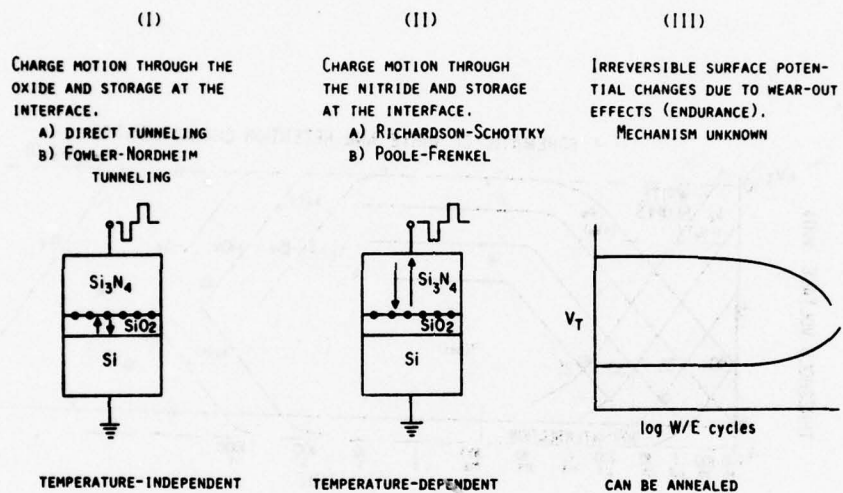 (I)
CHARGE MOTION THROUGH THE
OXIDE AND STORAGE AT THE
INTERFACE.
A) DIRECT TUNNELING
B) FOWLER-NORDHEIM
TUNNELING
Si3N4
SiO2
Si
TEMPERATURE-INDEPENDENT
(II)
CHARGE MOTION THROUGH
THE NITRIDE AND STORAGE
AT THE INTERFACE.
A) RICHARDSON-SCHOTTKY
B) POOLE-FRENKEL
Si3N4
SiO2
Si
TEMPERATURE-DEPENDENT
(III)
IRREVERSIBLE SURFACE POTEN-
TIAL CHANGES DUE TO WEAR-OUT
EFFECTS (ENDURANCE).
MECHANISM UNKNOWN
VT
log W/E cycles
CAN BE ANNEALED